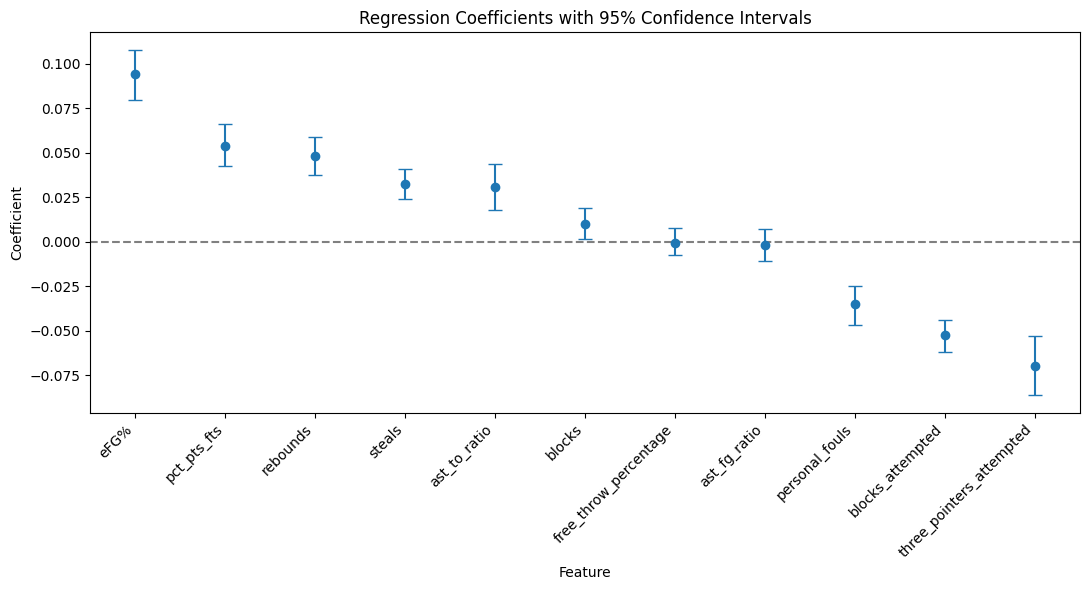 Regression Coefficients with 95% Confidence Intervals
Coefficient
0.100
0.075
0.050
0.025
0.000
−0.025
−0.050
−0.075
eFG%
pct_pts_fts
rebounds
steals
ast_to_ratio
blocks
free_throw_percentage
ast_fg_ratio
personal_fouls
blocks_attempted
three_pointers_attempted
Feature